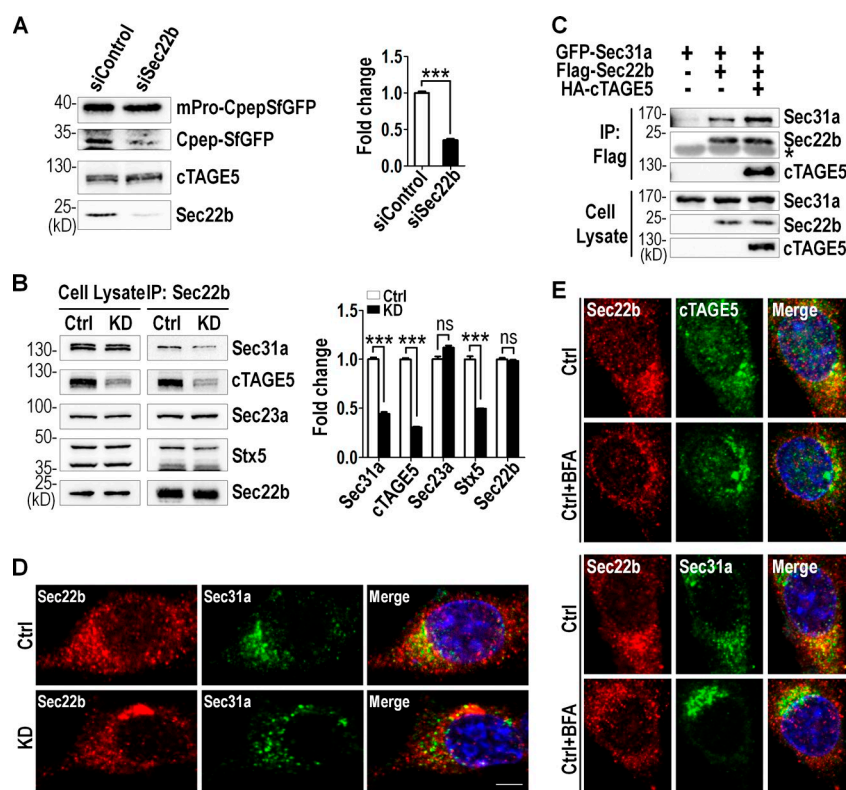 A
siControl
siSec22b
40-
mPro-CpepSfGFP
35-
Cpep-SfGFP
130-
cTAGE5
25-
Sec22b
(kD)
Fold change
1.5
1.0
0.5
0.0
***
siControl
siSec22b
C
GFP-Sec31a + + +
Flag-Sec22b - + +
HA-cTAGE5 - - +
IP:
Flag
170-
Sec31a
25-
Sec22b
*
130-
cTAGE5
Cell
Lysate
170-
Sec31a
25-
Sec22b
130-
cTAGE5
(kD)
B
Cell Lysate IP: Sec22b
Ctrl KD Ctrl KD
130-
Sec31a
130-
cTAGE5
100-
Sec23a
50-
Stx5
35-
25-
Sec22b
(kD)
Ctrl
KD
Fold change
1.5
1.0
0.5
0.0
*** *** ns *** ns
Sec31a
cTAGE5
Sec23a
Stx5
Sec22b
D
Ctrl
Sec22b Sec31a Merge
KD
Sec22b Sec31a Merge
E
Ctrl
Sec22b cTAGE5 Merge
Ctrl+BFA
Ctrl
Sec22b Sec31a Merge
Ctrl+BFA